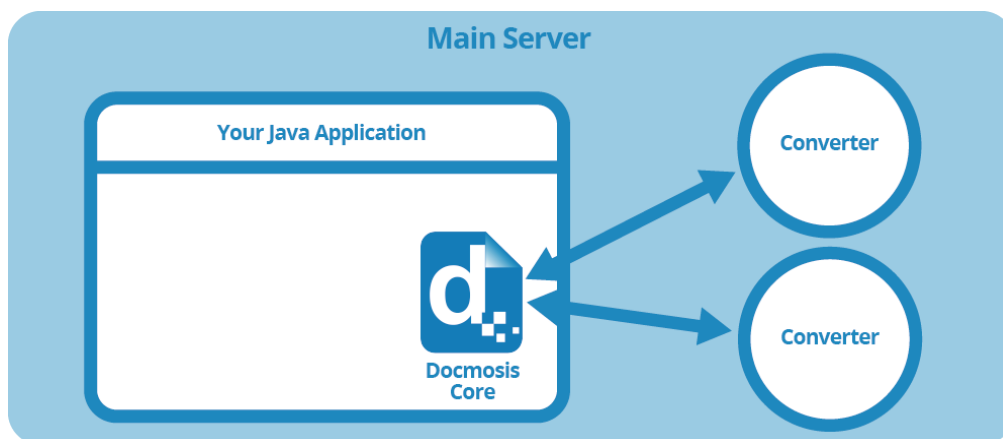 Main Server
Your Java Application
Converter
d
Docmosis
Core
Converter